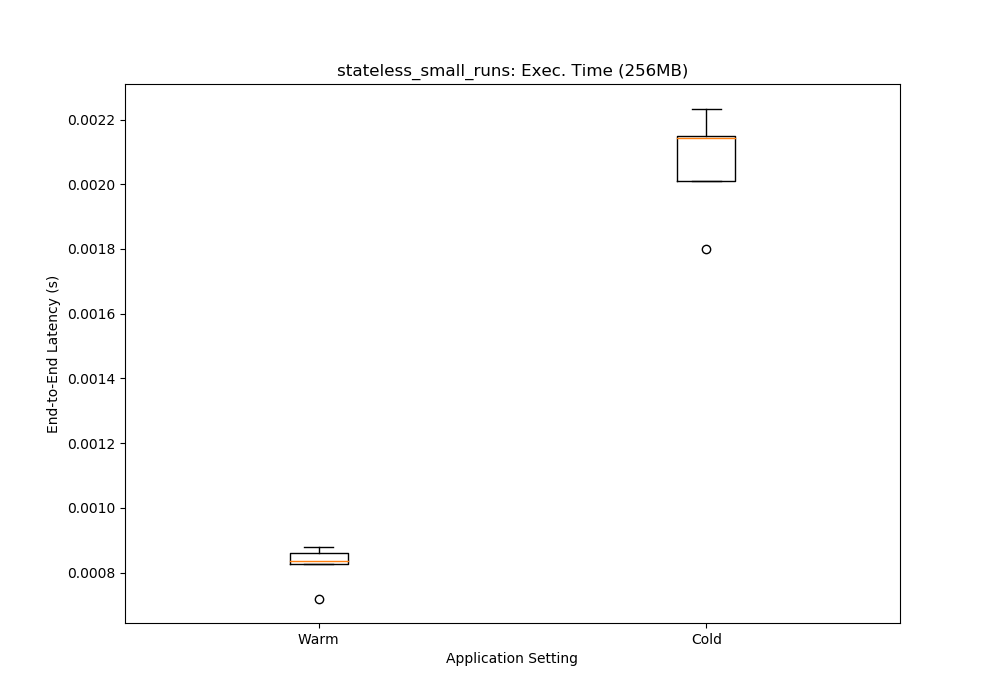 stateless_small_runs: Exec. Time (256MB)
0.0022
0.0020
0.0018
0.0016
0.0014
0.0012
0.0010
0.0008
End-to-End Latency (s)
Warm
Cold
Application Setting